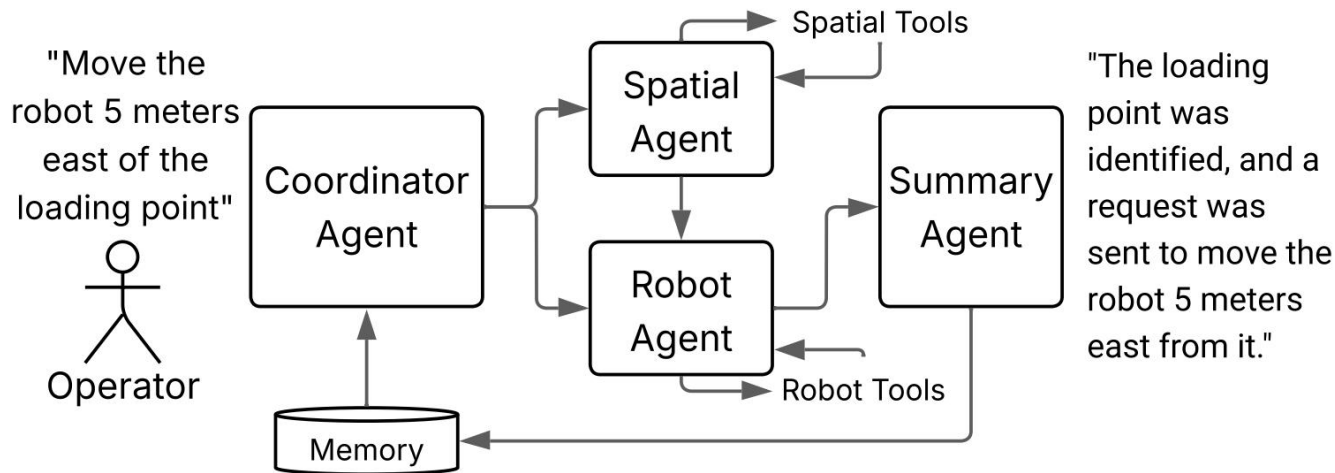 "Move the
robot 5 meters
east of the
loading point"
Operator
Coordinator
Agent
Memory
Spatial Tools
Spatial
Agent
Robot
Agent
Robot Tools
Summary
Agent
"The loading
point was
identified, and a
request was
sent to move the
robot 5 meters
east from it."